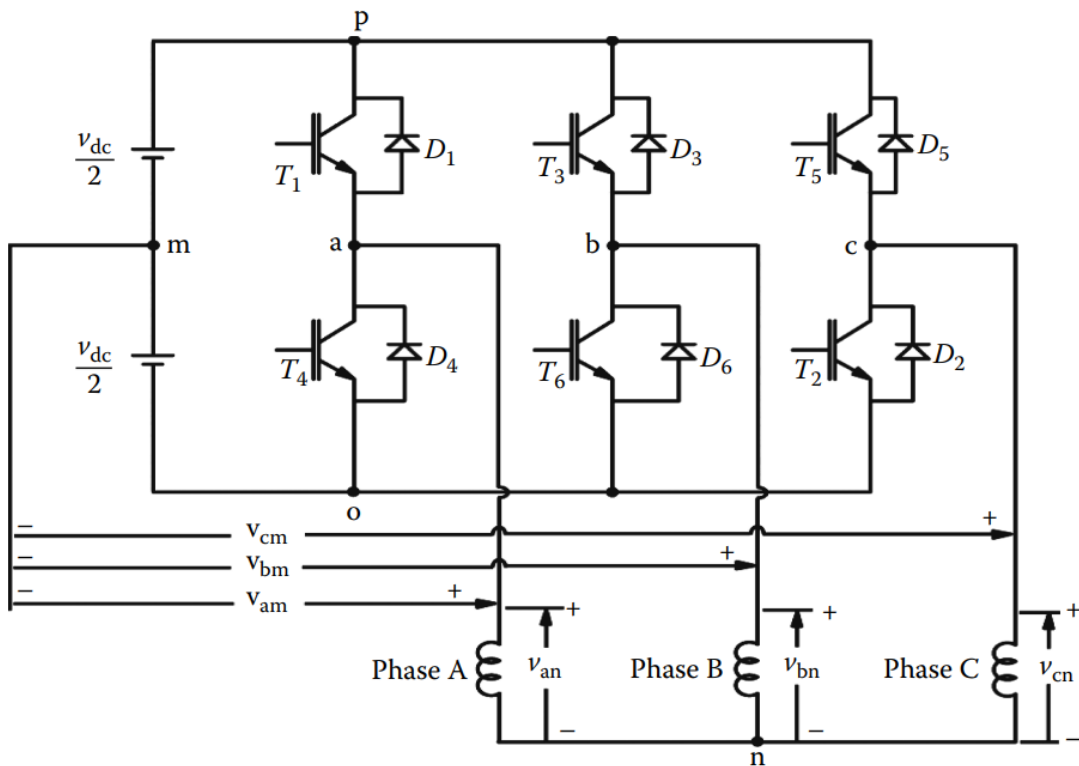 p
v_dc/2
T_1
D_1
T_3
D_3
T_5
D_5
m
a
b
c
v_dc/2
T_4
D_4
T_6
D_6
T_2
D_2
o
− v_cm +
− v_bm +
− v_am +
+
+
+
Phase A
v_an
Phase B
v_bn
Phase C
v_cn
−
−
−
n